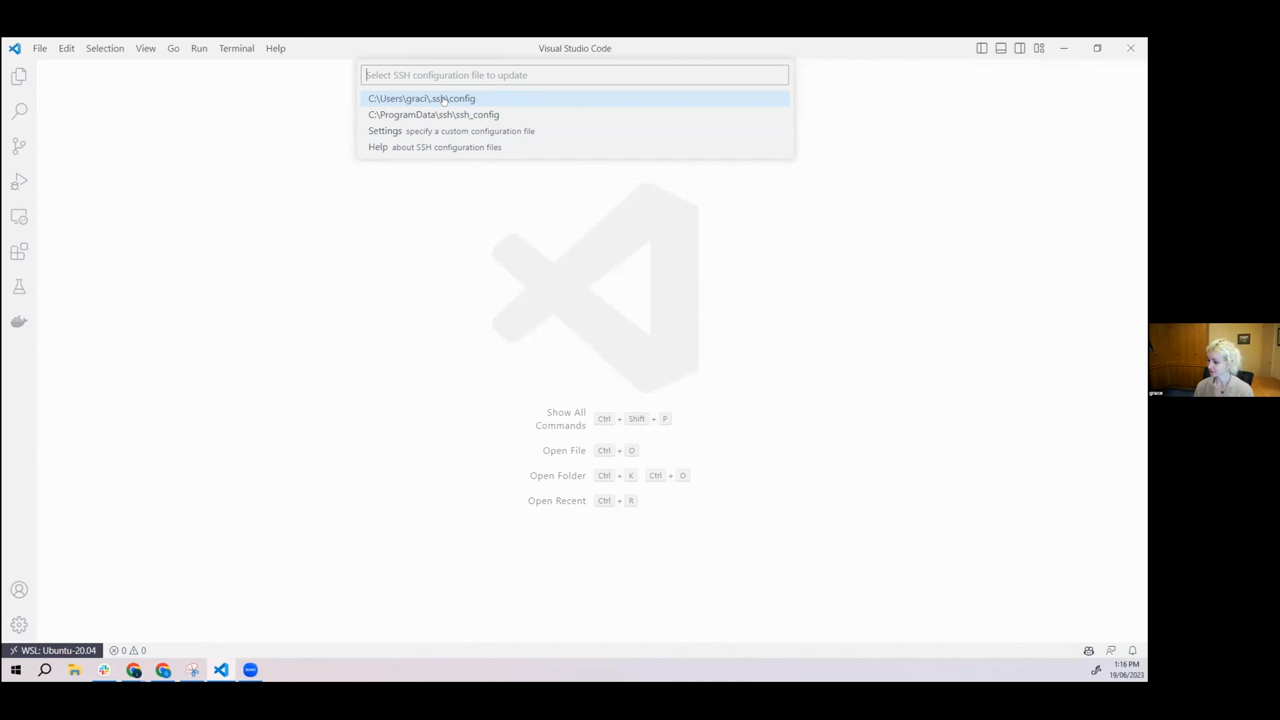 File Edit Selection View Go Run Terminal Help
Visual Studio Code
Select SSH configuration file to update
C:\Users\graci\.ssh\config
C:\ProgramData\ssh\ssh_config
Settings specify a custom configuration file
Help about SSH configuration files
Show All Commands Ctrl + Shift + P
Open File Ctrl + O
Open Folder Ctrl + K Ctrl + O
Open Recent Ctrl + R
grace
WSL: Ubuntu-20.04 0 0
zoom
1:16 PM
19/06/2023